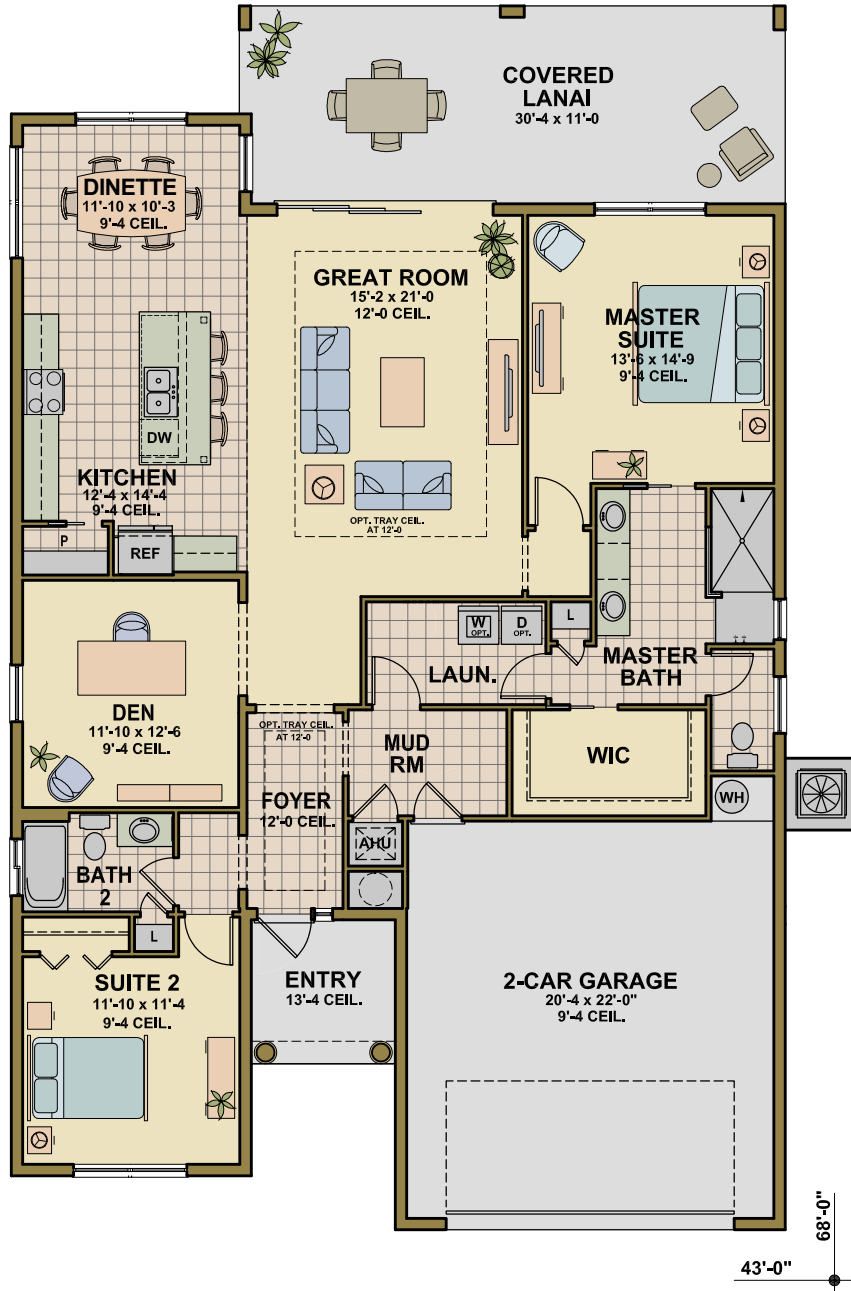 COVERED
LANAI
30'-4 x 11'-0
DINETTE
11'-10 x 10'-3
9'-4 CEIL.
GREAT ROOM
15'-2 x 21'-0
12'-0 CEIL.
MASTER
SUITE
13'-6 x 14'-9
9'-4 CEIL.
DW
KITCHEN
12'-4 x 14'-4
9'-4 CEIL.
OPT. TRAY CEIL.
AT 12'-0
P
REF
W
OPT.
D
OPT.
L
LAUN.
MASTER
BATH
DEN
11'-10 x 12'-6
9'-4 CEIL.
OPT. TRAY CEIL.
AT 12'-0
MUD
RM
WIC
FOYER
12'-0 CEIL.
WH
AHU
BATH
2
L
SUITE 2
11'-10 x 11'-4
9'-4 CEIL.
ENTRY
13'-4 CEIL.
2-CAR GARAGE
20'-4 x 22'-0"
9'-4 CEIL.
68'-0"
43'-0"